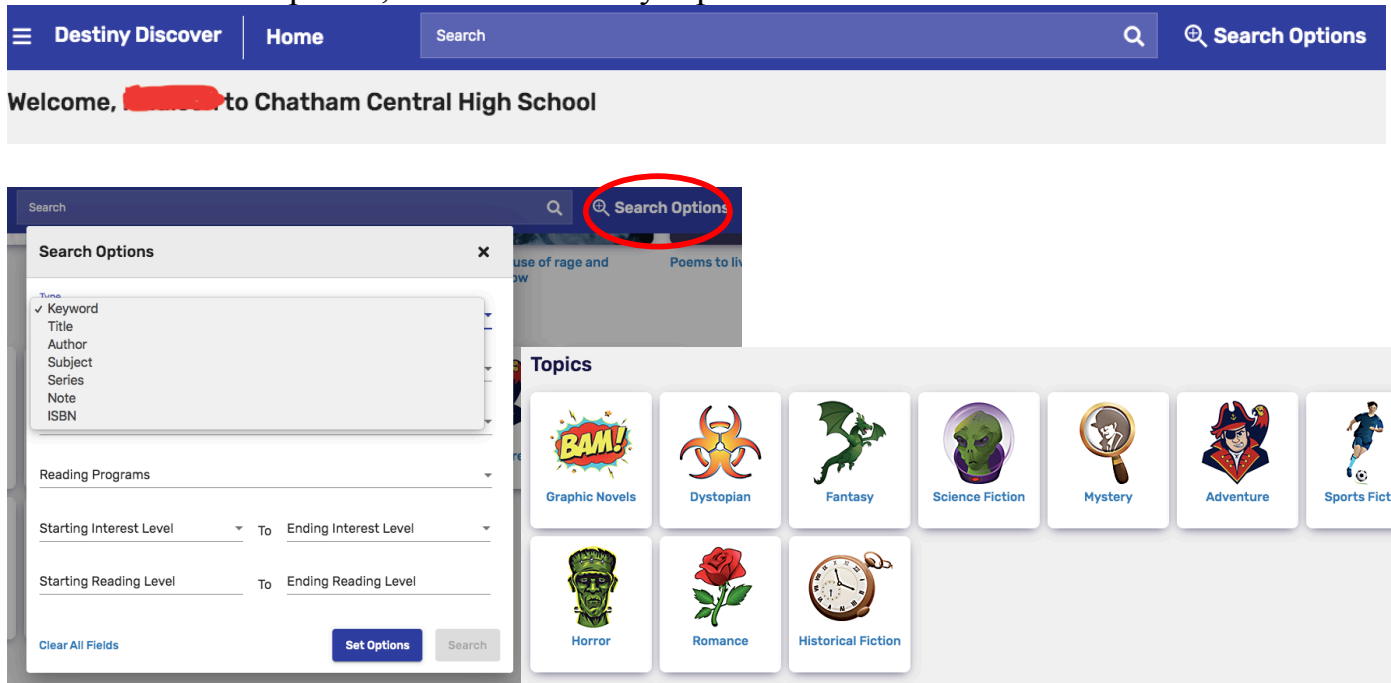 Destiny Discover Home Search Search Options
Welcome, to Chatham Central High School
Search Search Options
Search Options
use of rage and Poems to
Type
Keyword
Title
Author
Subject
Series
Note
ISBN
Reading Programs
Starting Interest Level To Ending Interest Level
Starting Reading Level To Ending Reading Level
Clear All Fields Set Options Search
Topics
Graphic Novels Dystopian Fantasy Science Fiction Mystery Adventure Sports Fict
BAM!
Horror Romance Historical Fiction